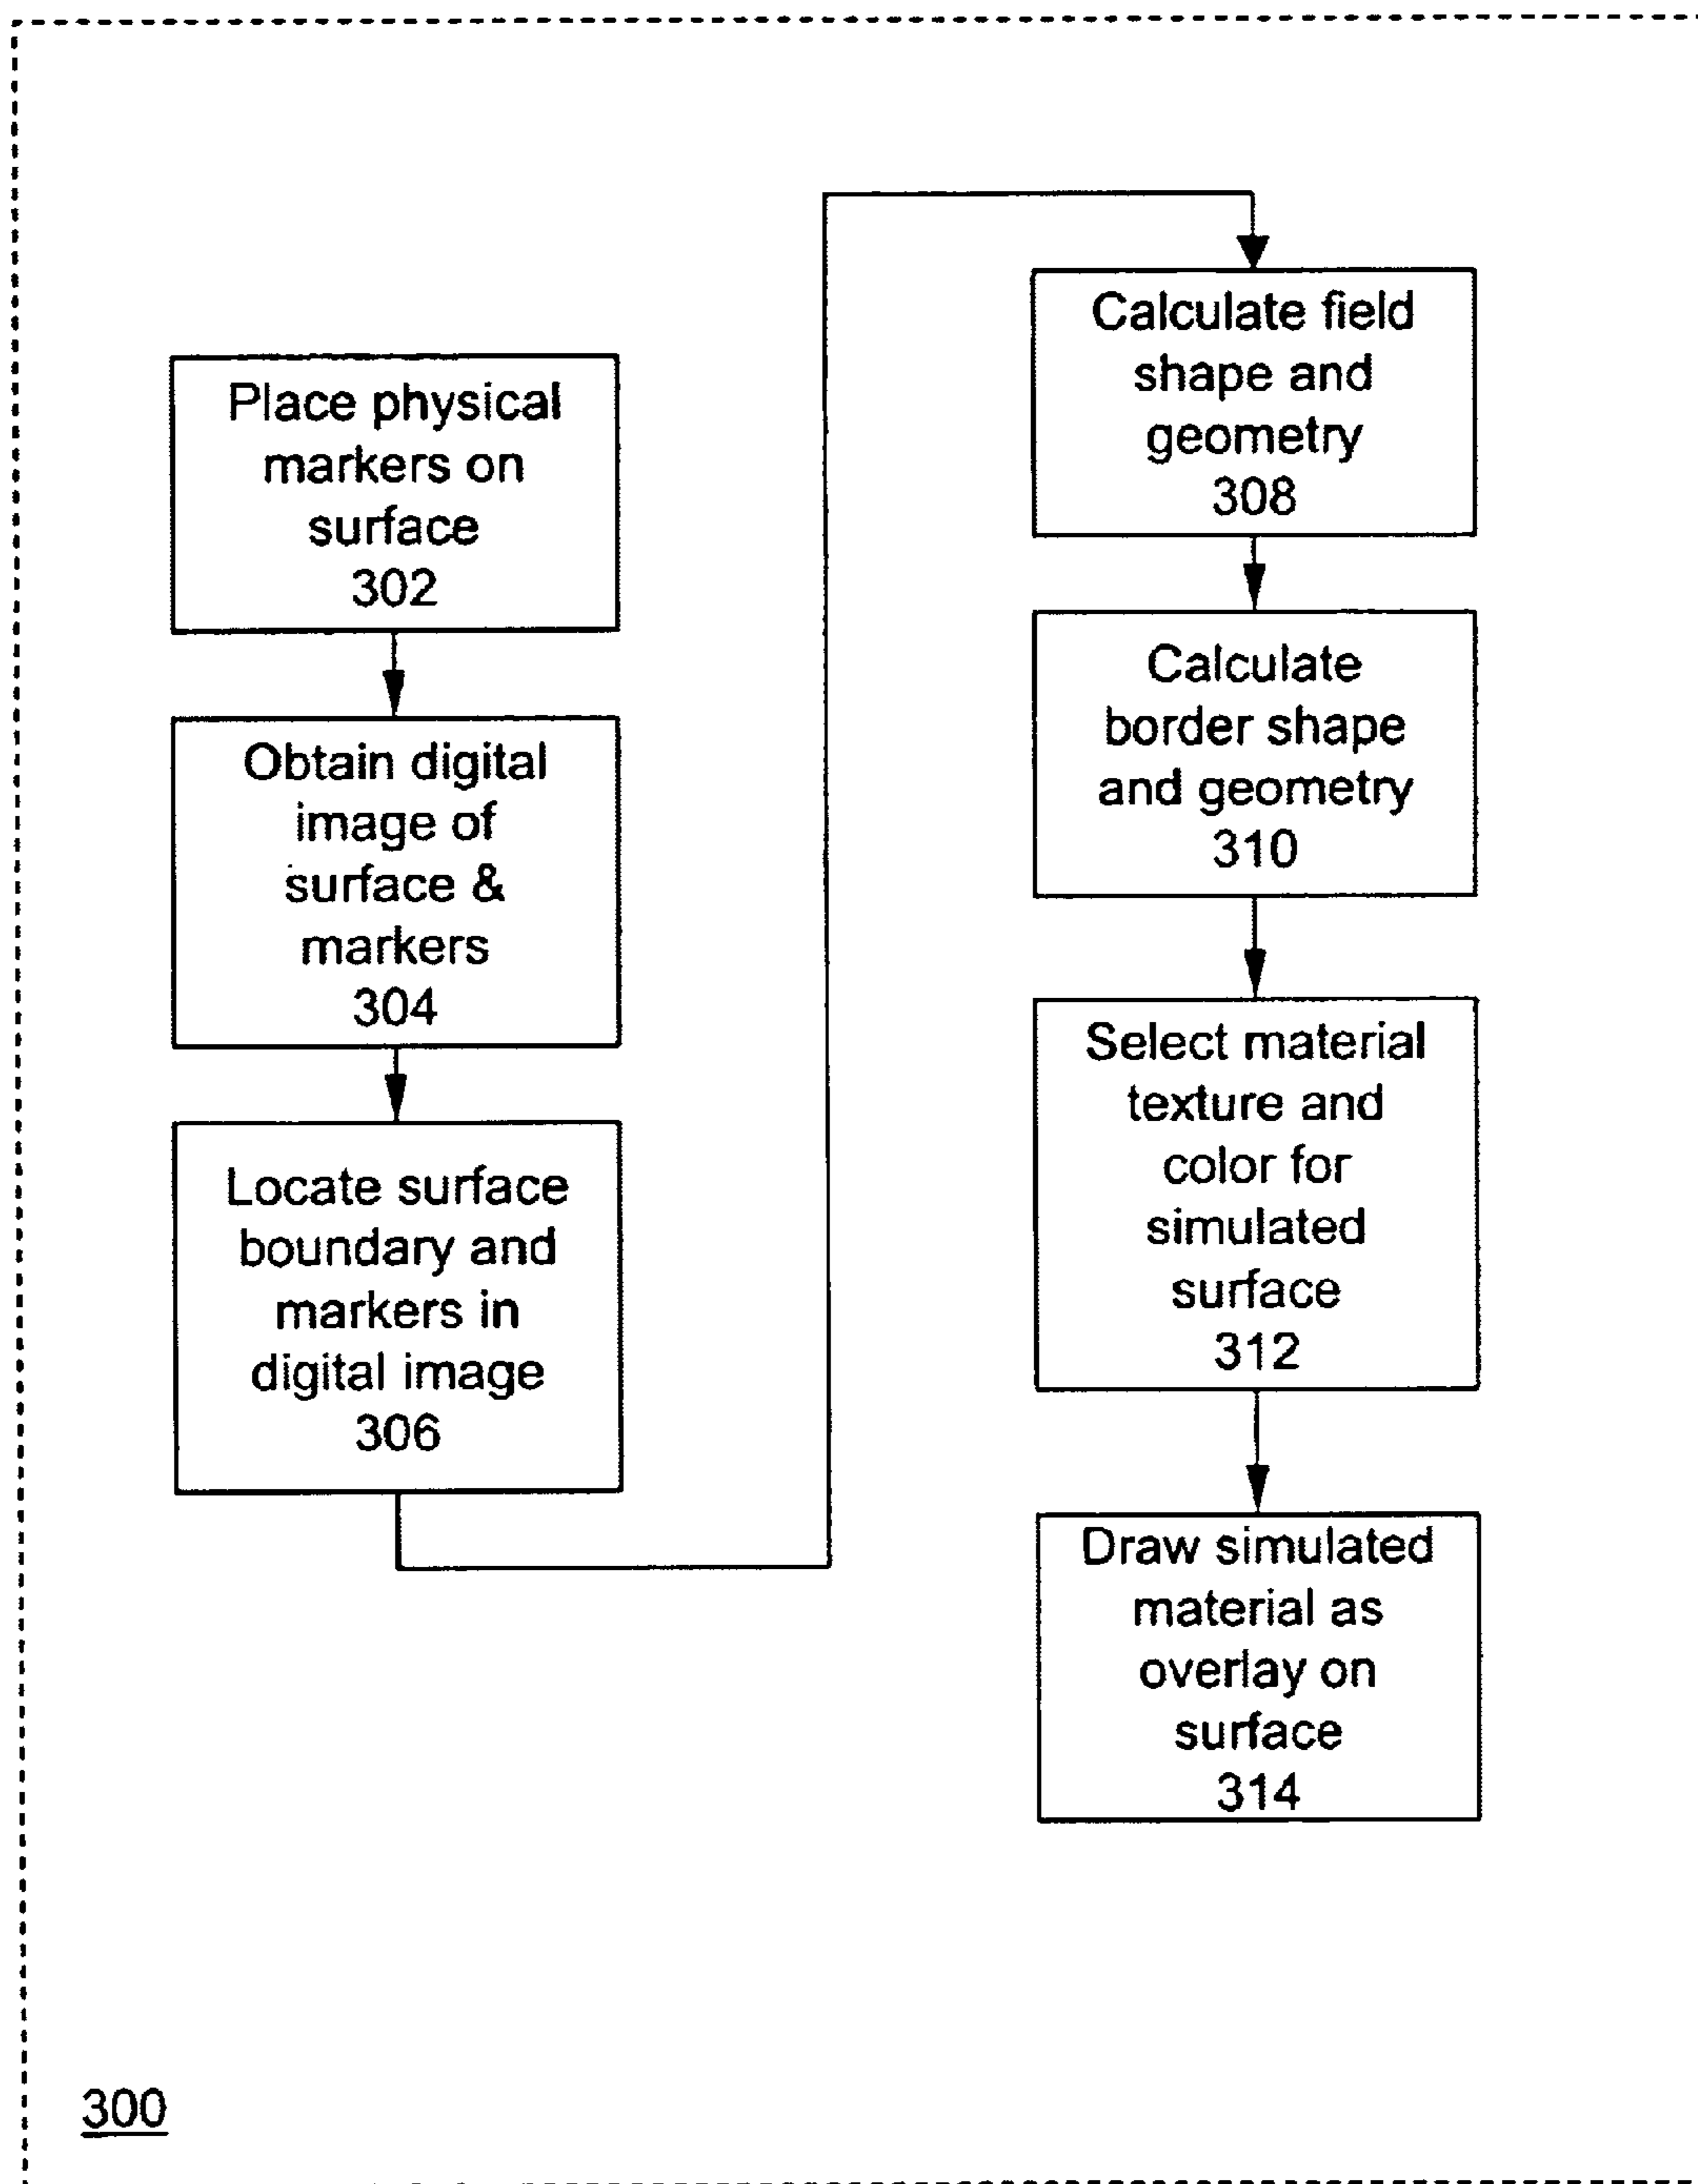 Place physical
markers on
surface
302
Obtain digital
image of
surface &
markers
304
Locate surface
boundary and
markers in
digital image
306
Calculate field
shape and
geometry
308
Calculate
border shape
and geometry
310
Select material
texture and
color for
simulated
surface
312
Draw simulated
material as
overlay on
surface
314
300